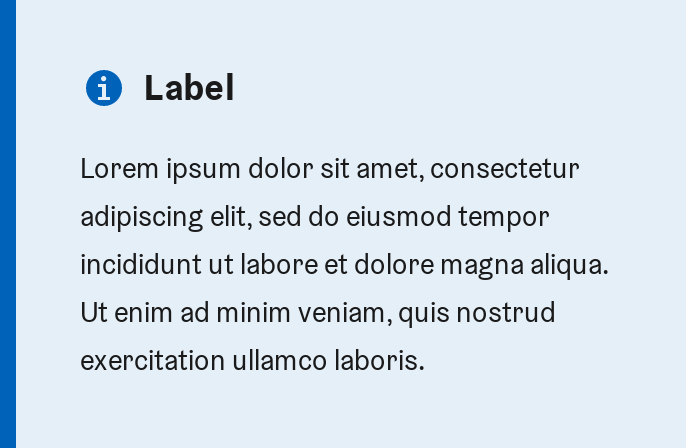 Label
Lorem ipsum dolor sit amet, consectetur
adipiscing elit, sed do eiusmod tempor
incididunt ut labore et dolore magna aliqua.
Ut enim ad minim veniam, quis nostrud
exercitation ullamco laboris.